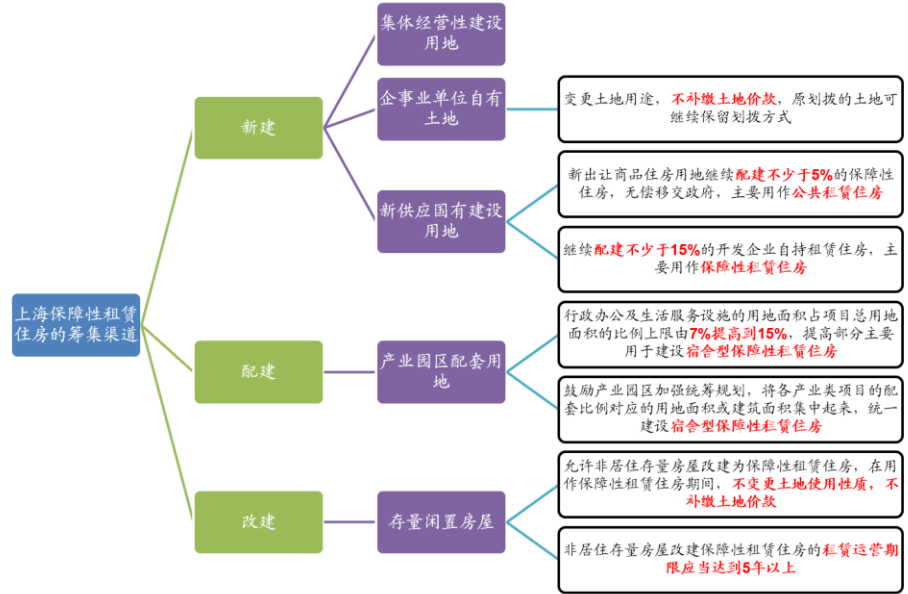 上海保障性租赁
住房的筹集渠道
新建
集体经营性建设
用地
企事业单位自有
土地
变更土地用途，不补缴土地价款，原划拨的土地可
继续保留划拨方式
新供应国有建设
用地
新出让商品住房用地继续配建不少于5%的保障性
住房，无偿移交政府，主要用作公共租赁住房
继续配建不少于15%的开发企业自持租赁住房，主
要用作保障性租赁住房
配建
产业园区配套用
地
行政办公及生活服务设施的用地面积占项目总用地
面积的比例上限由7%提高到15%，提高部分主要
用于建设宿舍型保障性租赁住房
鼓励产业园区加强统筹规划，将各产业类项目的配
套比例对应的用地面积或建筑面积集中起来，统一
建设宿舍型保障性租赁住房
改建
存量闲置房屋
允许非居住存量房屋改建为保障性租赁住房，在用
作保障性租赁住房期间，不变更土地使用性质，不
补缴土地价款
非居住存量房屋改建保障性租赁住房的租赁运营期
限应当达到5年以上